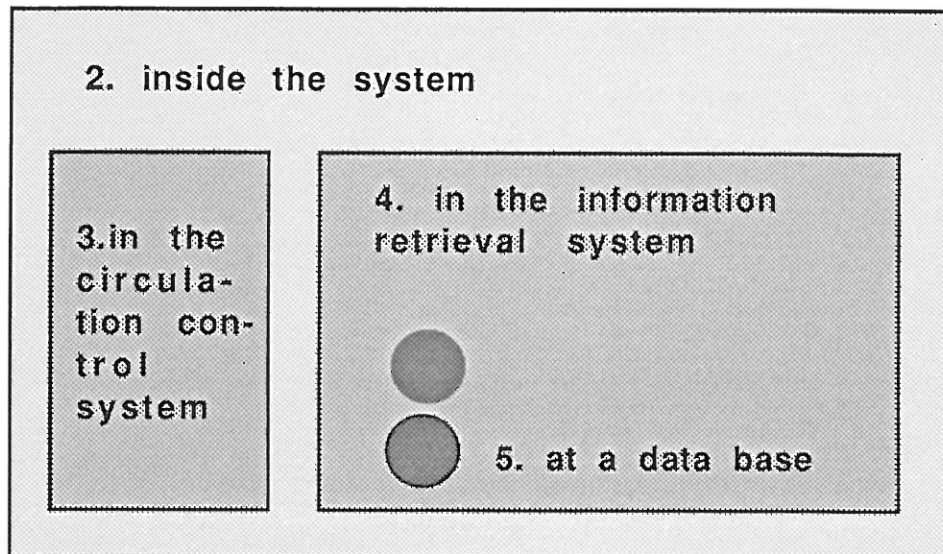 2. inside the system
3.in the
circula-
tion con-
trol
system
4. in the information
retrieval system
5. at a data base